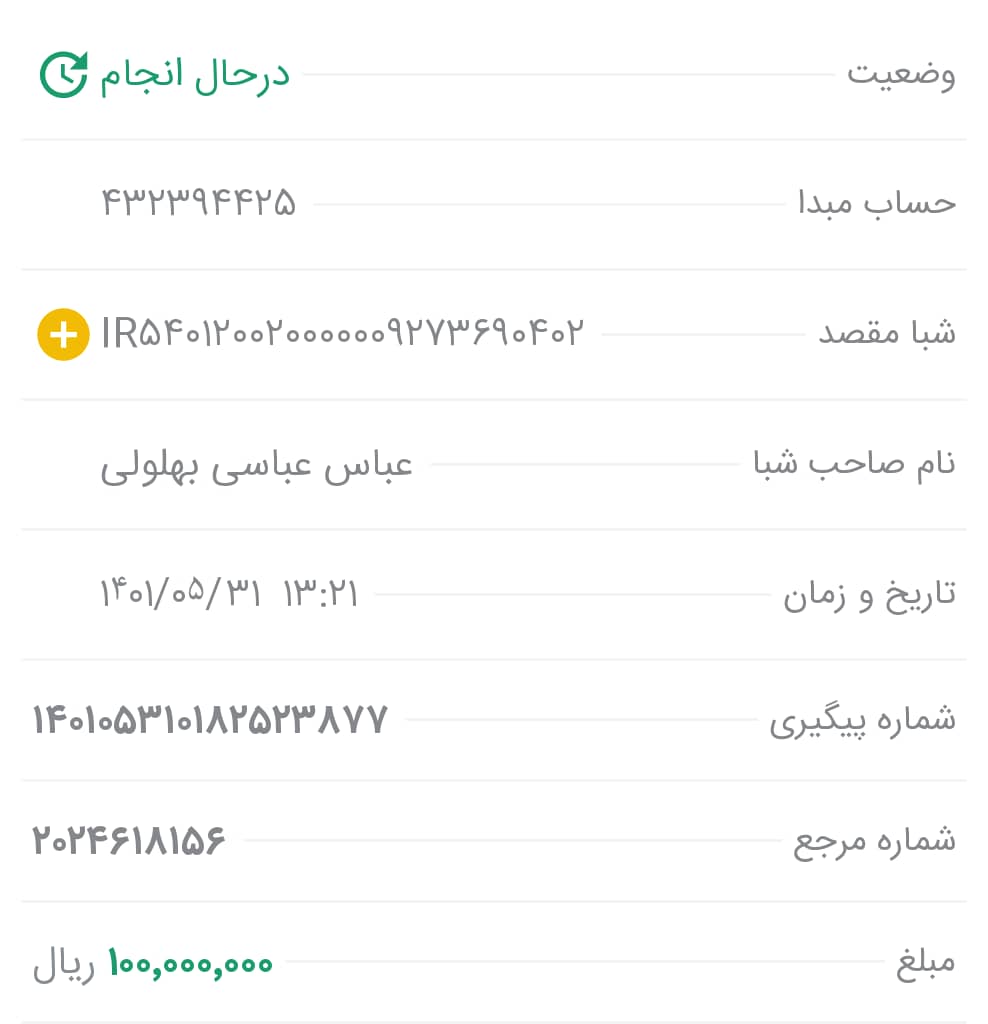 وضعیت درحال انجام
حساب مبدا ۴۳۲۳۹۴۴۲۵
شبا مقصد IR۵۴۰۱۲۰۰۲۰۰۰۰۰۰۹۲۷۳۶۹۰۴۰۲
نام صاحب شبا عباس عباسی بهلولی
تاریخ و زمان ۱۴۰۱/۰۵/۳۱ ۱۳:۲۱
شماره پیگیری ۱۴۰۱۰۵۳۱۰۱۸۲۵۲۳۸۷۷
شماره مرجع ۲۰۲۴۶۱۸۱۵۶
مبلغ ۱۰۰,۰۰۰,۰۰۰ ریال